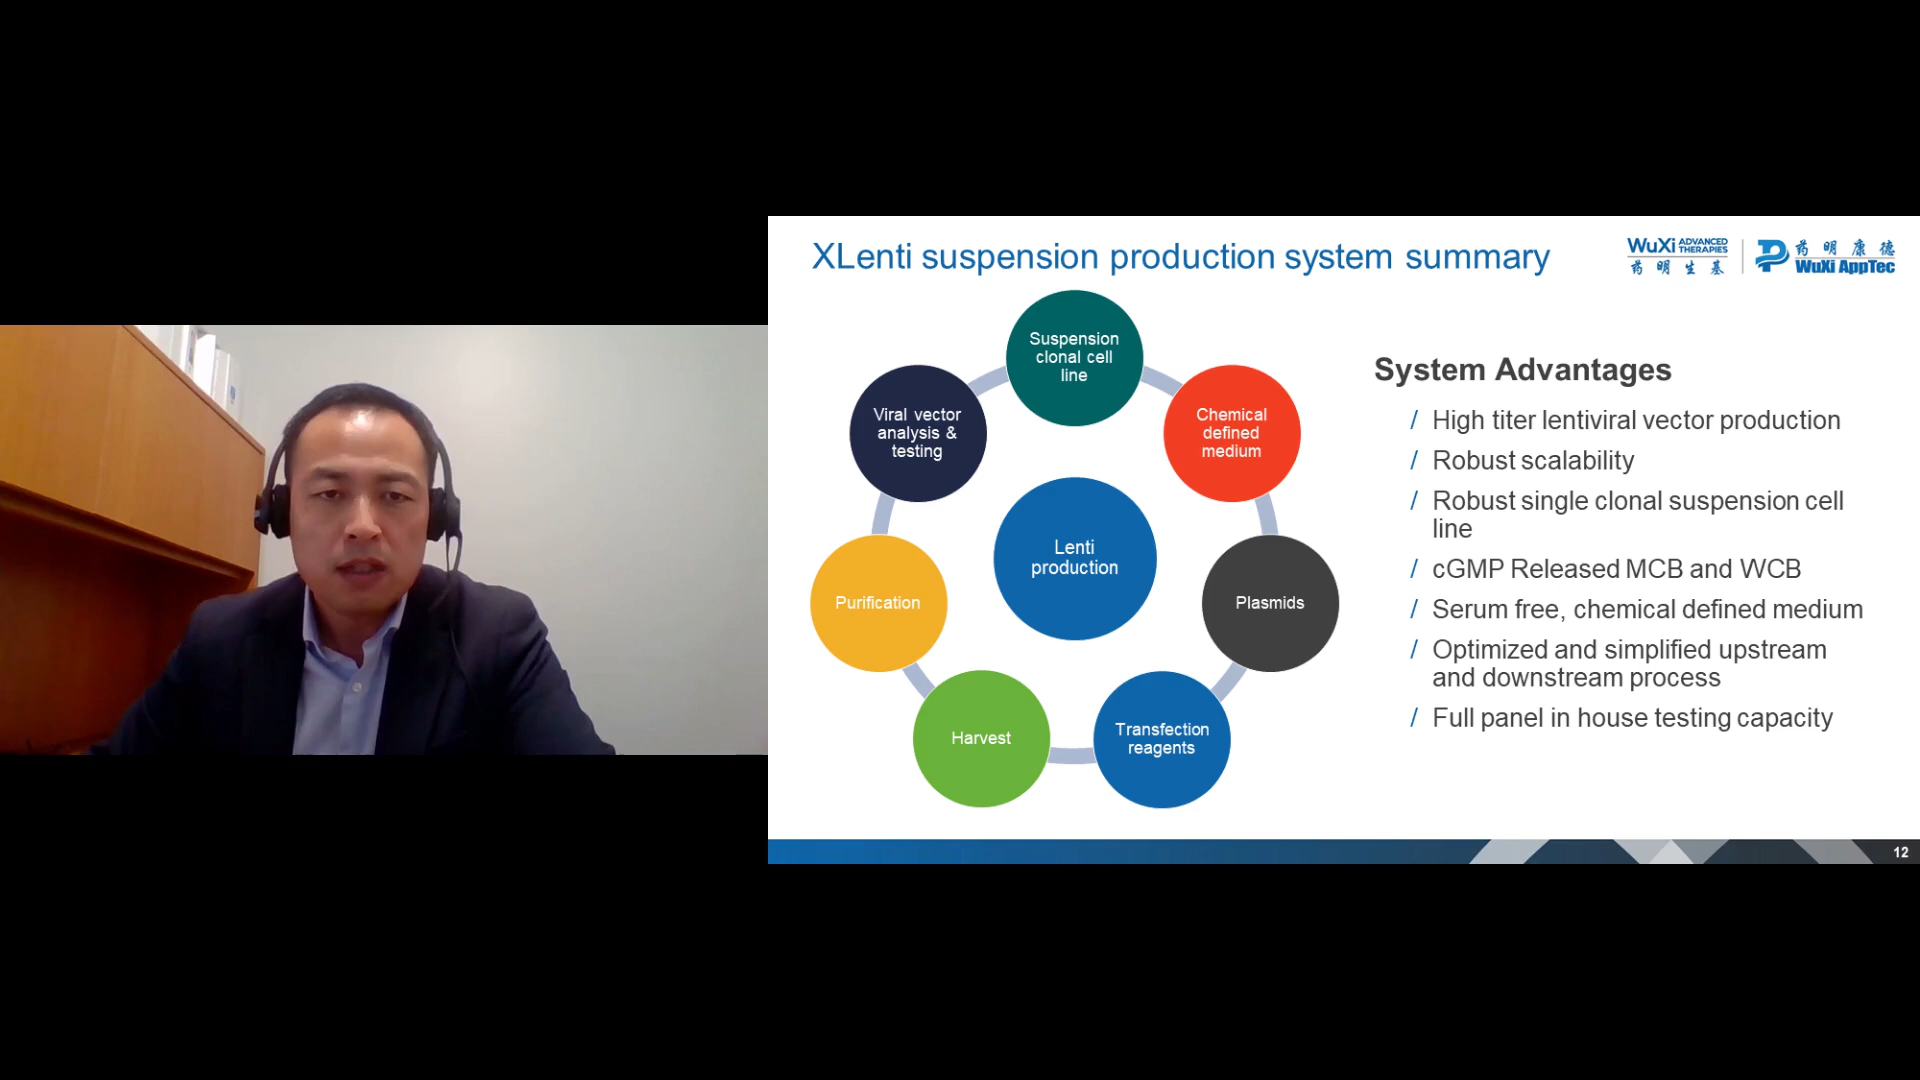 XLenti suspension production system summary
WuXi ADVANCED THERAPIES
药明生基
药明康德
WuXi AppTec
Suspension
clonal cell
line
Chemical
defined
medium
Plasmids
Transfection
reagents
Harvest
Purification
Viral vector
analysis &
testing
Lenti
production
System Advantages
/ High titer lentiviral vector production
/ Robust scalability
/ Robust single clonal suspension cell
line
/ cGMP Released MCB and WCB
/ Serum free, chemical defined medium
/ Optimized and simplified upstream
and downstream process
/ Full panel in house testing capacity
12